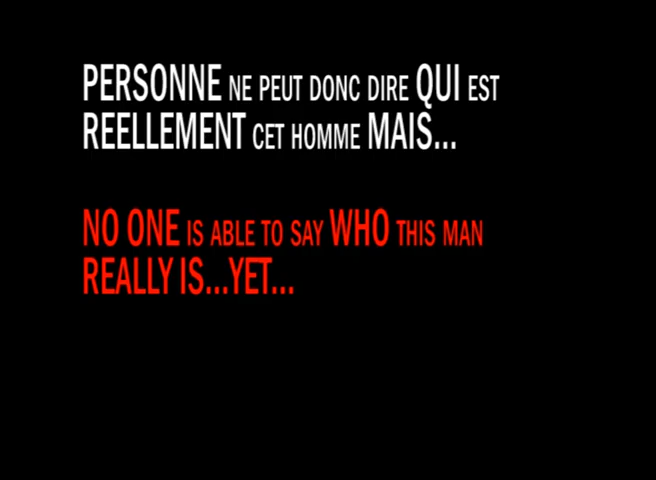 PERSONNE NE PEUT DONC DIRE QUI EST
REELLEMENT CET HOMME MAIS...
NO ONE IS ABLE TO SAY WHO THIS MAN
REALLY IS...YET...